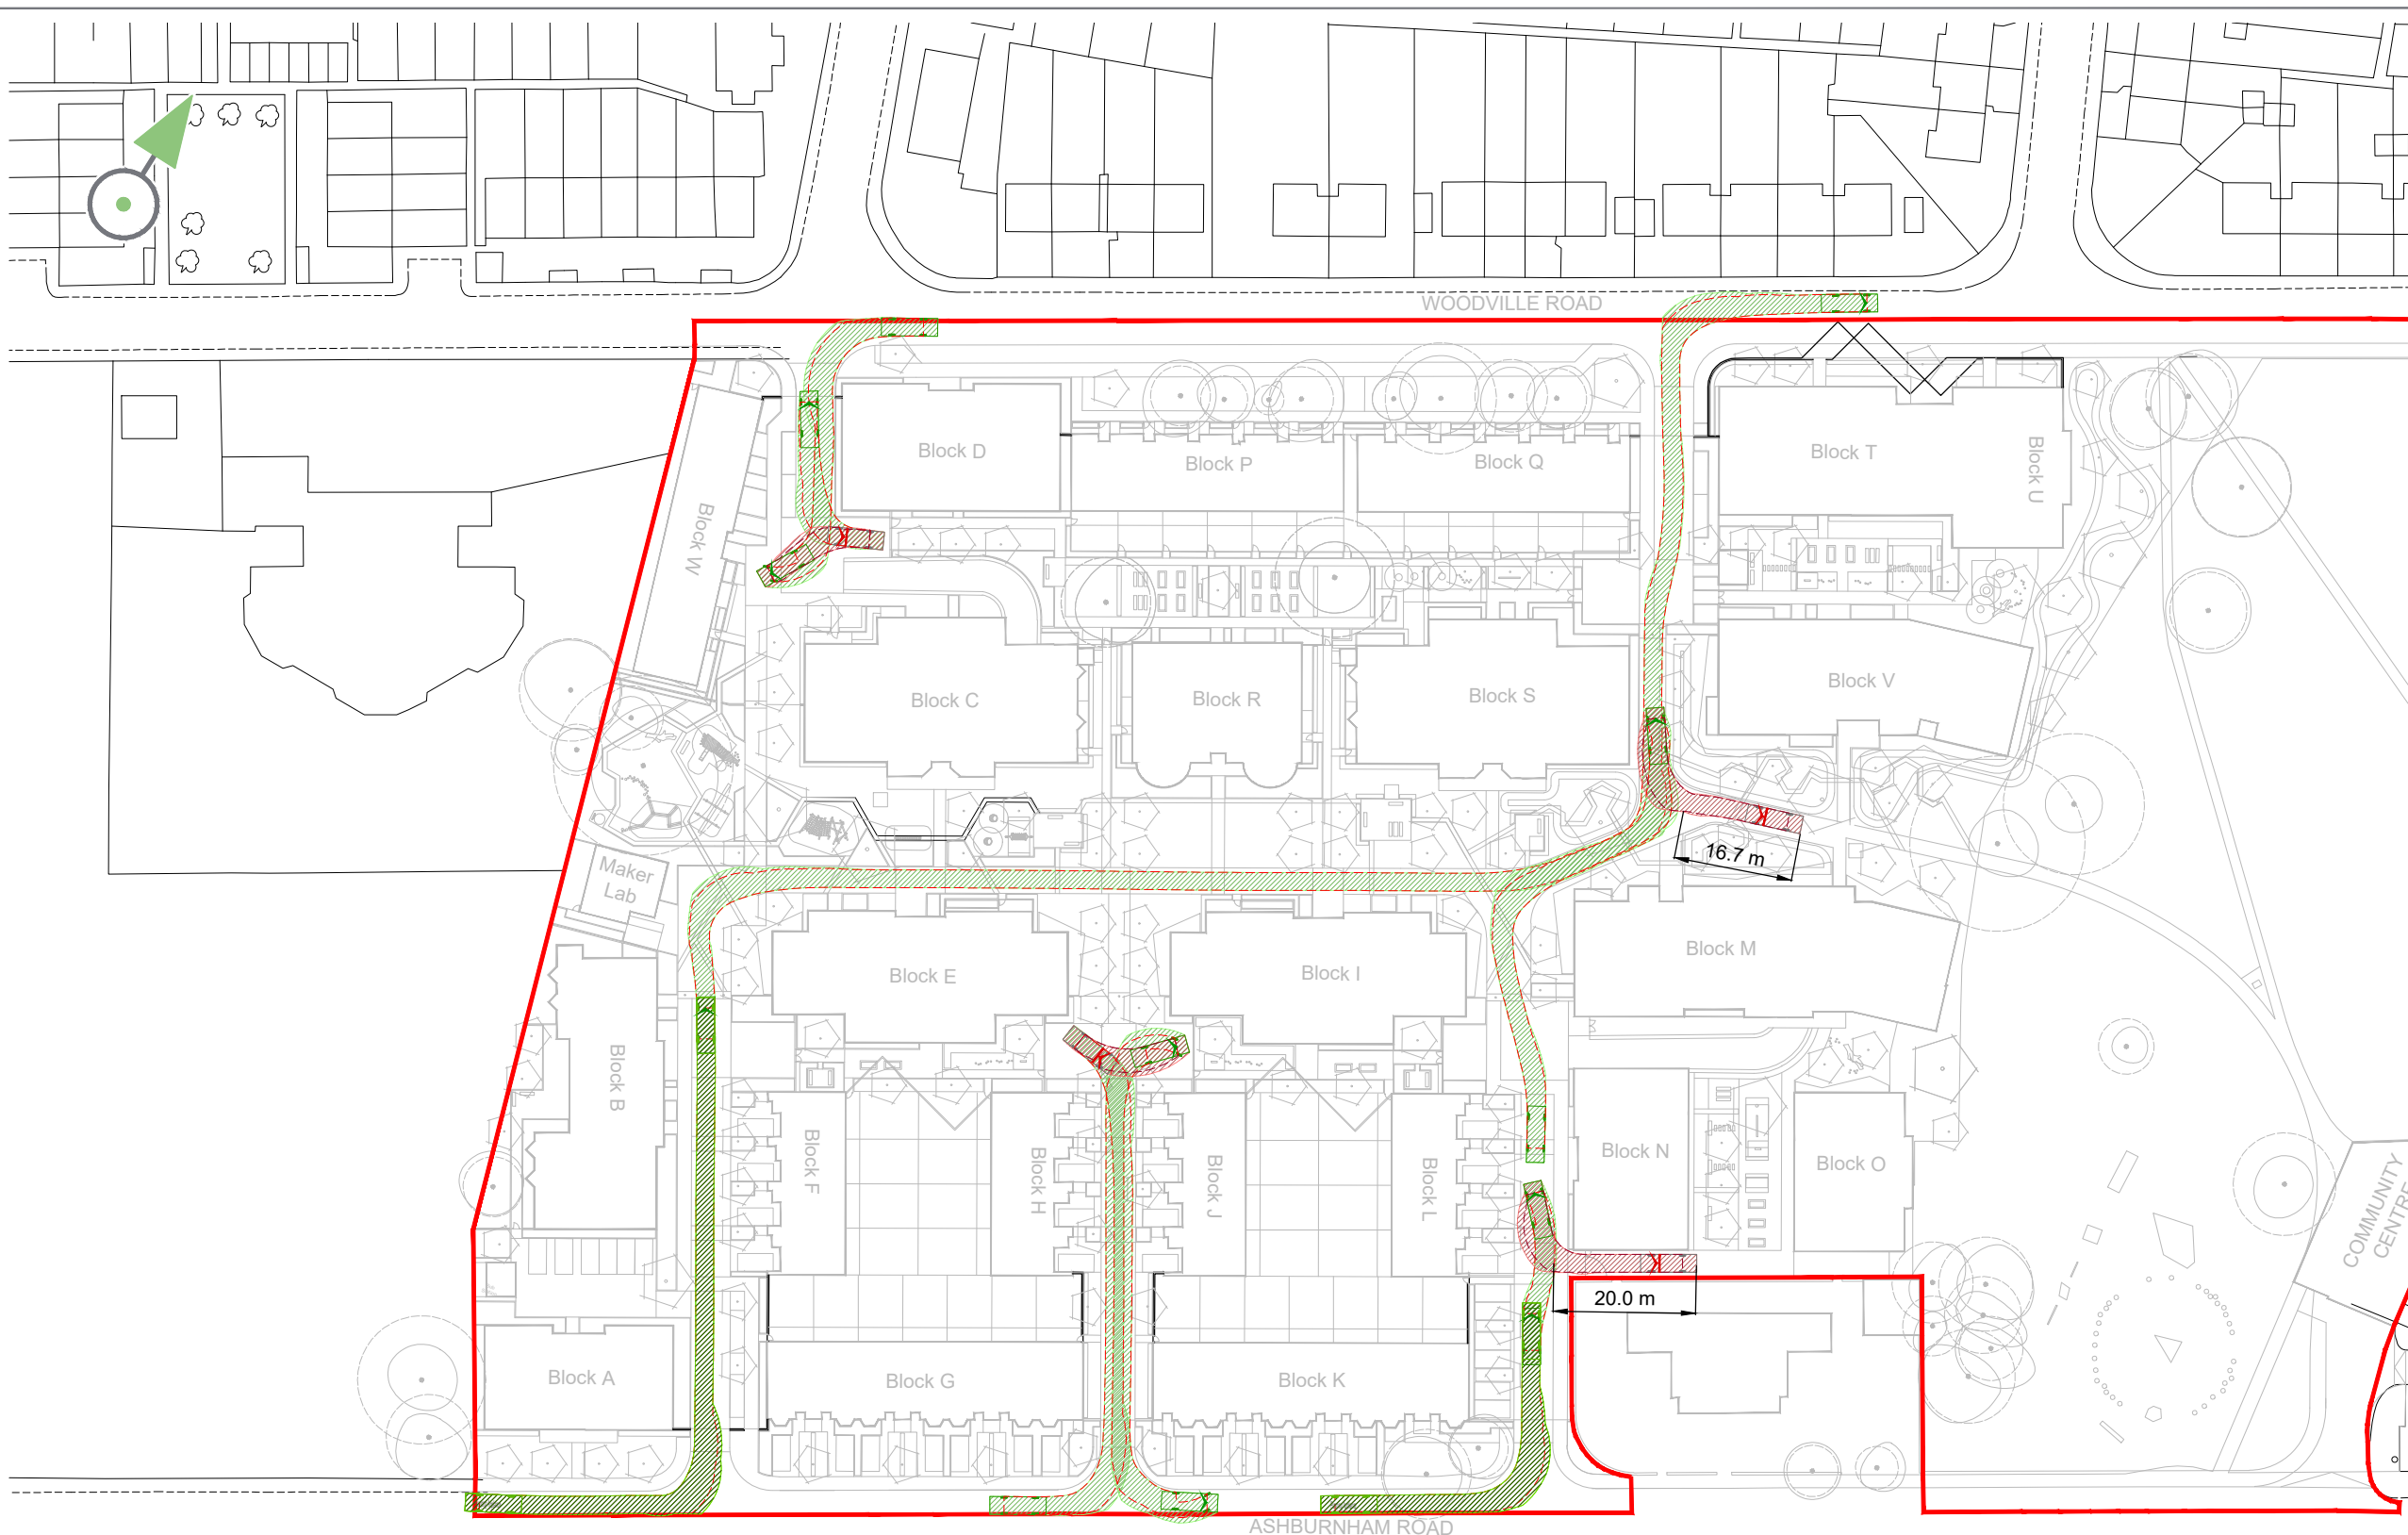 WOODVILLE ROAD
Block D
Block P
Block Q
Block T
Block U
Block W
Block C
Block R
Block S
Block V
16.7 m
Maker
Lab
Block E
Block I
Block M
Block B
Block F
Block H
Block J
Block L
Block N
Block O
COMMUNITY
CENTRE
20.0 m
Block A
Block G
Block K
ASHBURNHAM ROAD